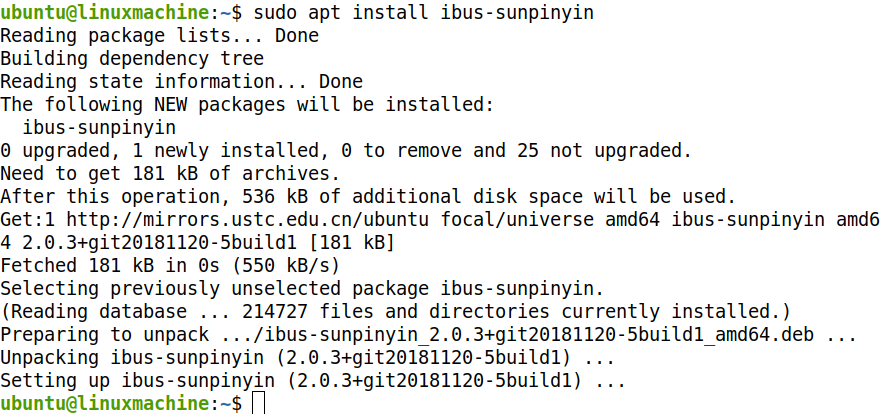 ubuntu@linuxmachine:~$ sudo apt install ibus-sunpinyin
Reading package lists... Done
Building dependency tree
Reading state information... Done
The following NEW packages will be installed:
  ibus-sunpinyin
0 upgraded, 1 newly installed, 0 to remove and 25 not upgraded.
Need to get 181 kB of archives.
After this operation, 536 kB of additional disk space will be used.
Get:1 http://mirrors.ustc.edu.cn/ubuntu focal/universe amd64 ibus-sunpinyin amd6
4 2.0.3+git20181120-5build1 [181 kB]
Fetched 181 kB in 0s (550 kB/s)
Selecting previously unselected package ibus-sunpinyin.
(Reading database ... 214727 files and directories currently installed.)
Preparing to unpack .../ibus-sunpinyin_2.0.3+git20181120-5build1_amd64.deb ...
Unpacking ibus-sunpinyin (2.0.3+git20181120-5build1) ...
Setting up ibus-sunpinyin (2.0.3+git20181120-5build1) ...
ubuntu@linuxmachine:~$